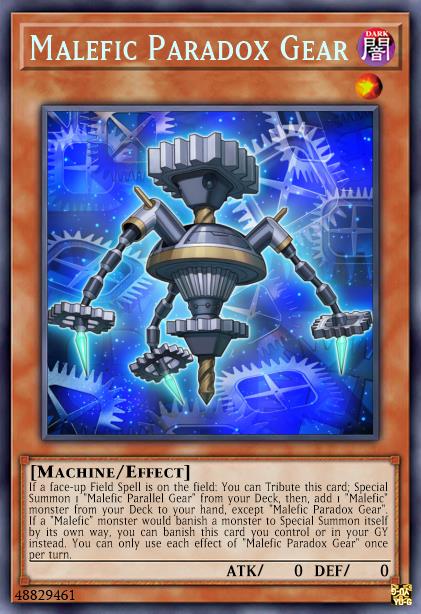 Malefic Paradox Gear
DARK
闇
[Machine/Effect]
If a face-up Field Spell is on the field: You can Tribute this card; Special
Summon 1 "Malefic Parallel Gear" from your Deck, then, add 1 "Malefic"
monster from your Deck to your hand, except "Malefic Paradox Gear".
If a "Malefic" monster would banish a monster to Special Summon itself
by its own way, you can banish this card you control or in your GY
instead. You can only use each effect of "Malefic Paradox Gear" once
per turn.
ATK/ 0 DEF/ 0
48829461